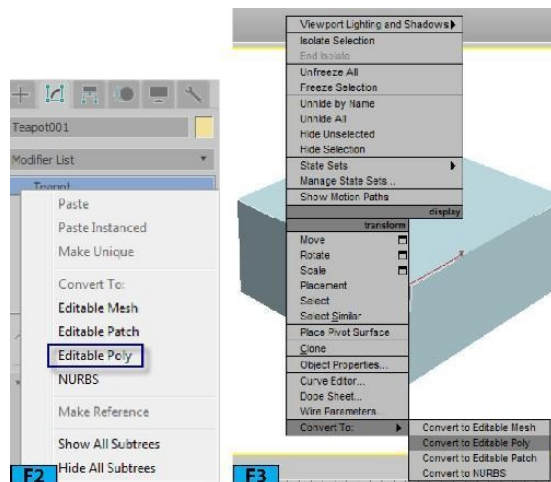 Teapot001
Modifier List
Teapot
Paste
Paste Instanced
Make Unique
Convert To:
Editable Mesh
Editable Patch
Editable Poly
NURBS
Make Reference
Show All Subtrees
Hide All Subtrees
F2
Viewport Lighting and Shadows
Isolate Selection
End Isolate
Unfreeze All
Freeze Selection
Unhide by Name
Unhide All
Hide Unselected
Hide Selection
State Sets
Manage State Sets...
Show Motion Paths
display
transform
Move
Rotate
Scale
Placement
Select
Select Similar
Place Pivot Surface
Clone
Object Properties...
Curve Editor...
Dope Sheet...
Wire Parameters...
Convert To:
Convert to Editable Mesh
Convert to Editable Poly
Convert to Editable Patch
Convert to NURBS
F3